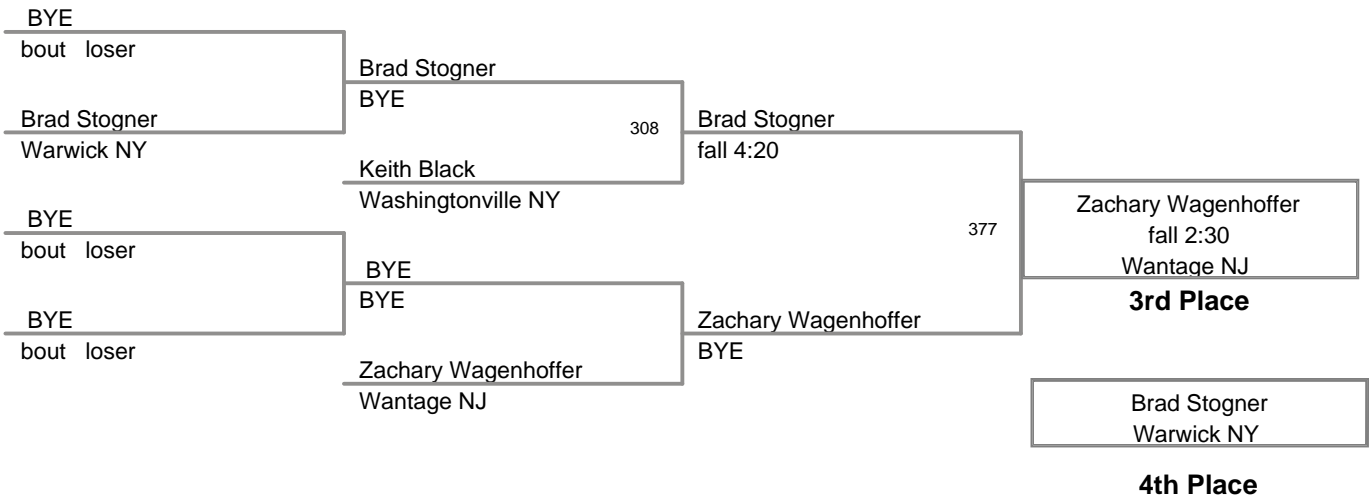 BYE
bout loser
Brad Stogner
Warwick NY
BYE
bout loser
BYE
bout loser
Brad Stogner
BYE
308
Keith Black
Washingtonville NY
BYE
BYE
Zachary Wagenhoffer
Wantage NJ
Brad Stogner
fall 4:20
377
Zachary Wagenhoffer
BYE
Zachary Wagenhoffer
fall 2:30
Wantage NJ
3rd Place
Brad Stogner
Warwick NY
4th Place